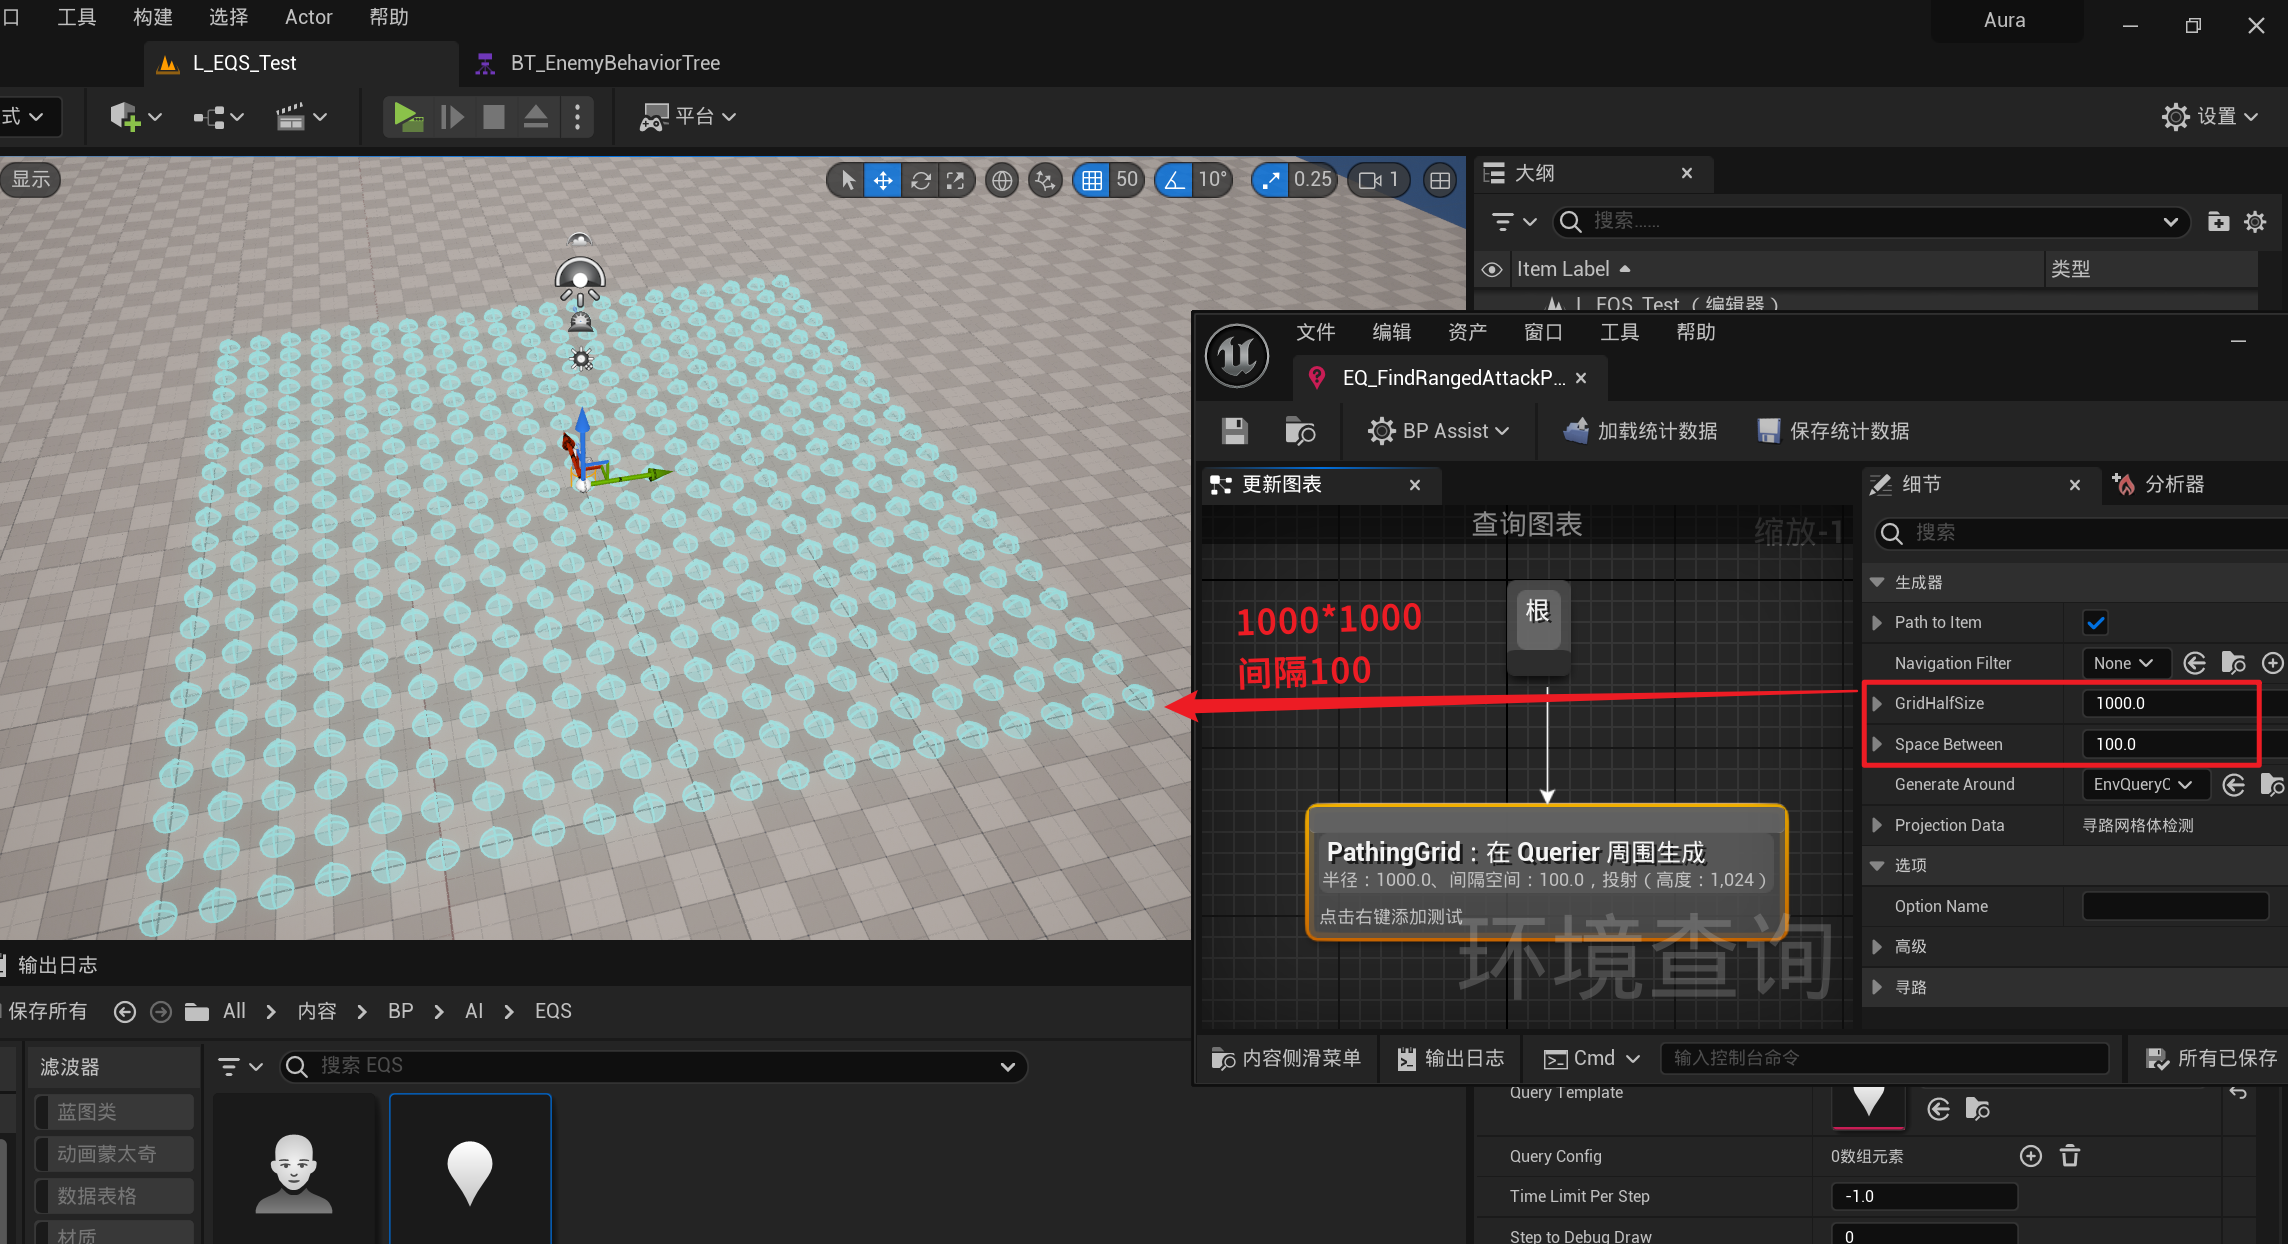 口 工具 构建 选择 Actor 帮助
Aura
L_EQS_Test
BT_EnemyBehaviorTree
式
平台
设置
显示
50
10°
0.25
1
大纲
搜索......
Item Label
类型
L_EQS_Test （编辑器）
文件 编辑 资产 窗口 工具 帮助
EQ_FindRangedAttackP...
BP Assist
加载统计数据
保存统计数据
更新图表
细节
分析器
查询图表
缩放-1
搜索
1000*1000
间隔100
根
PathingGrid：在 Querier 周围生成
半径：1000.0、间隔空间：100.0，投射（高度：1,024）
点击右键添加测试
环境查询
生成器
Path to Item
Navigation Filter None
GridHalfSize 1000.0
Space Between 100.0
Generate Around EnvQueryC
Projection Data 寻路网格体检测
选项
Option Name
高级
寻路
内容侧滑菜单
输出日志
Cmd
输入控制台命令
所有已保存
输出日志
保存所有
All
内容
BP
AI
EQS
滤波器
搜索 EQS
蓝图类
动画蒙太奇
数据表格
材质
Query Template
Query Config 0数组元素
Time Limit Per Step -1.0
Step to Debug Draw 0